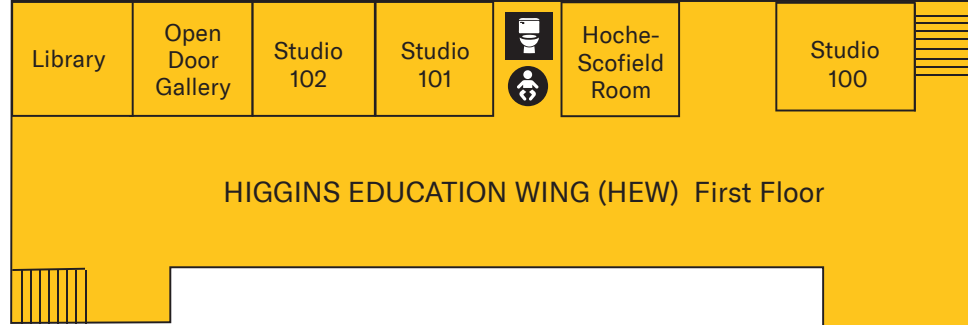 Library
Open
Door
Gallery
Studio
102
Studio
101
Hoche-
Scofield
Room
Studio
100
HIGGINS EDUCATION WING (HEW) First Floor